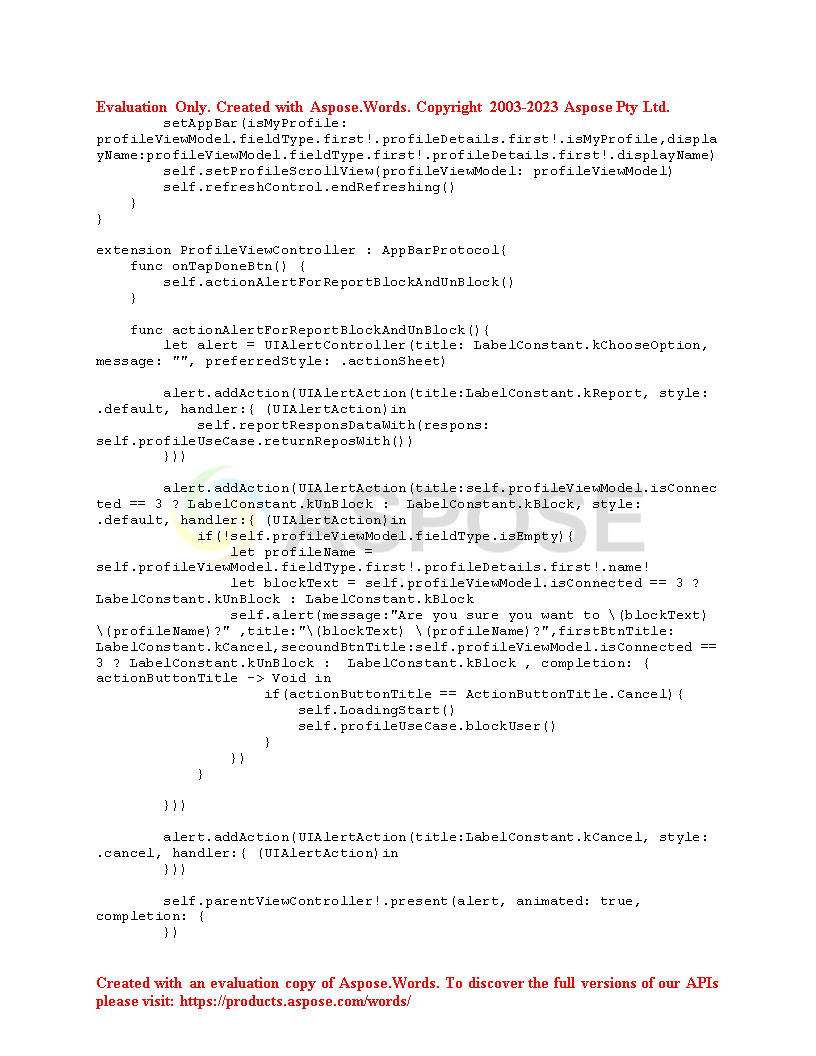 Evaluation Only. Created with Aspose.Words. Copyright 2003-2023 Aspose Pty Ltd.
        setAppBar(isMyProfile:
profileViewModel.fieldType.first!.profileDetails.first!.isMyProfile,displa
yName:profileViewModel.fieldType.first!.profileDetails.first!.displayName)
        self.setProfileScrollView(profileViewModel: profileViewModel)
        self.refreshControl.endRefreshing()
    }
}

extension ProfileViewController : AppBarProtocol{
    func onTapDoneBtn() {
        self.actionAlertForReportBlockAndUnBlock()
    }

    func actionAlertForReportBlockAndUnBlock(){
        let alert = UIAlertController(title: LabelConstant.kChooseOption,
message: "", preferredStyle: .actionSheet)

        alert.addAction(UIAlertAction(title:LabelConstant.kReport, style:
.default, handler:{ (UIAlertAction)in
            self.reportResponsDataWith(respons:
self.profileUseCase.returnReposWith())
        }))

        alert.addAction(UIAlertAction(title:self.profileViewModel.isConnec
ted == 3 ? LabelConstant.kUnBlock :  LabelConstant.kBlock, style:
.default, handler:{ (UIAlertAction)in
            if(!self.profileViewModel.fieldType.isEmpty){
                let profileName =
self.profileViewModel.fieldType.first!.profileDetails.first!.name!
                let blockText = self.profileViewModel.isConnected == 3 ?
LabelConstant.kUnBlock : LabelConstant.kBlock
                self.alert(message:"Are you sure you want to \(blockText)
\(profileName)?" ,title:"\(blockText) \(profileName)?",firstBtnTitle:
LabelConstant.kCancel,secoundBtnTitle:self.profileViewModel.isConnected ==
3 ? LabelConstant.kUnBlock :  LabelConstant.kBlock , completion: {
actionButtonTitle -> Void in
                    if(actionButtonTitle == ActionButtonTitle.Cancel){
                        self.LoadingStart()
                        self.profileUseCase.blockUser()
                    }
                })
            }

        }))

        alert.addAction(UIAlertAction(title:LabelConstant.kCancel, style:
.cancel, handler:{ (UIAlertAction)in
        }))

        self.parentViewController!.present(alert, animated: true,
completion: {
        })
ASPOSE
Created with an evaluation copy of Aspose.Words. To discover the full versions of our APIs
please visit: https://products.aspose.com/words/